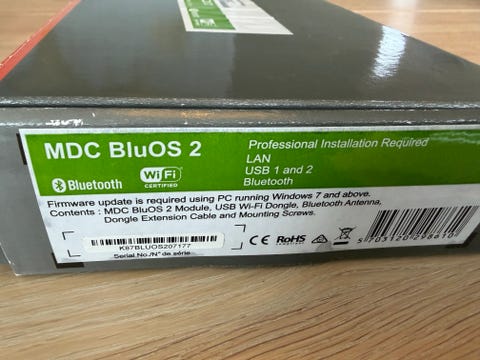 MDC BluOS 2
Professional Installation Required
LAN
USB 1 and 2
Bluetooth
Bluetooth
Wi Fi
CERTIFIED
Firmware update is required using PC running Windows 7 and above.
Contents : MDC BluOS 2 Module, USB Wi-Fi Dongle, Bluetooth Antenna,
Dongle Extension Cable and Mounting Screws.
K67BLUOS207177
Serial No./N° de série
CE RoHS